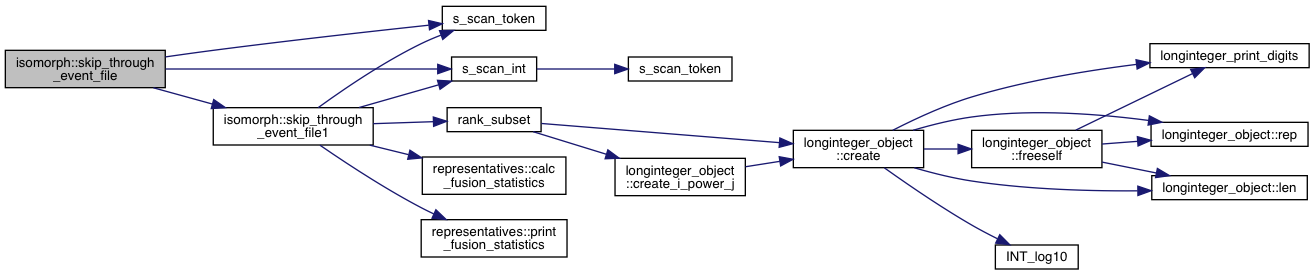 isomorph::skip_through
_event_file
s_scan_token
s_scan_int
s_scan_token
isomorph::skip_through
_event_file1
rank_subset
representatives::calc
_fusion_statistics
representatives::print
_fusion_statistics
longinteger_object
::create_i_power_j
longinteger_object
::create
longinteger_object
::freeself
longinteger_print_digits
longinteger_object::rep
longinteger_object::len
INT_log10